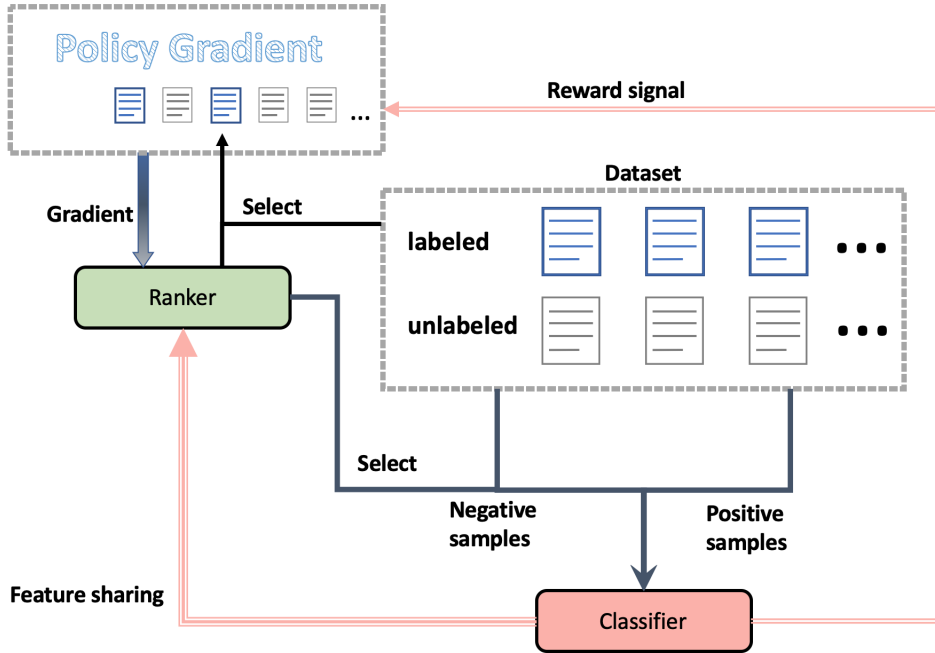 Policy Gradient
...
Reward signal
Dataset
Gradient
Select
labeled
...
Ranker
unlabeled
...
Select
Negative
samples
Positive
samples
Feature sharing
Classifier